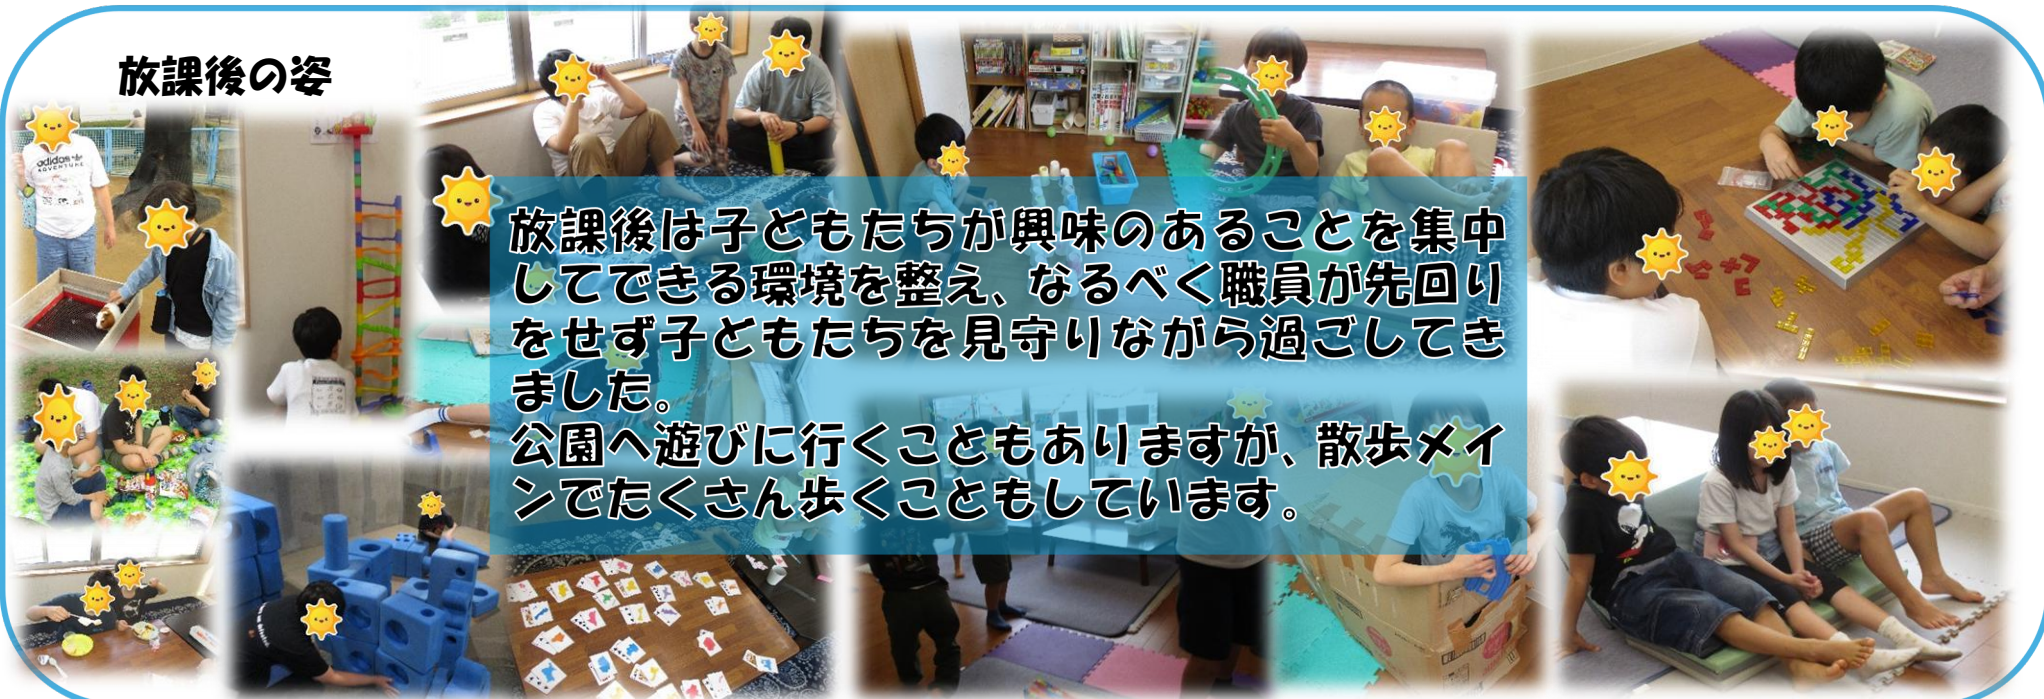 放課後の姿
adidas
ADVENTURE
放課後は子どもたちが興味のあることを集中
してできる環境を整え、なるべく職員が先回り
をせず子どもたちを見守りながら過ごしてき
ました。
公園へ遊びに行くこともありますが、散歩メイ
ンでたくさん歩くこともしています。